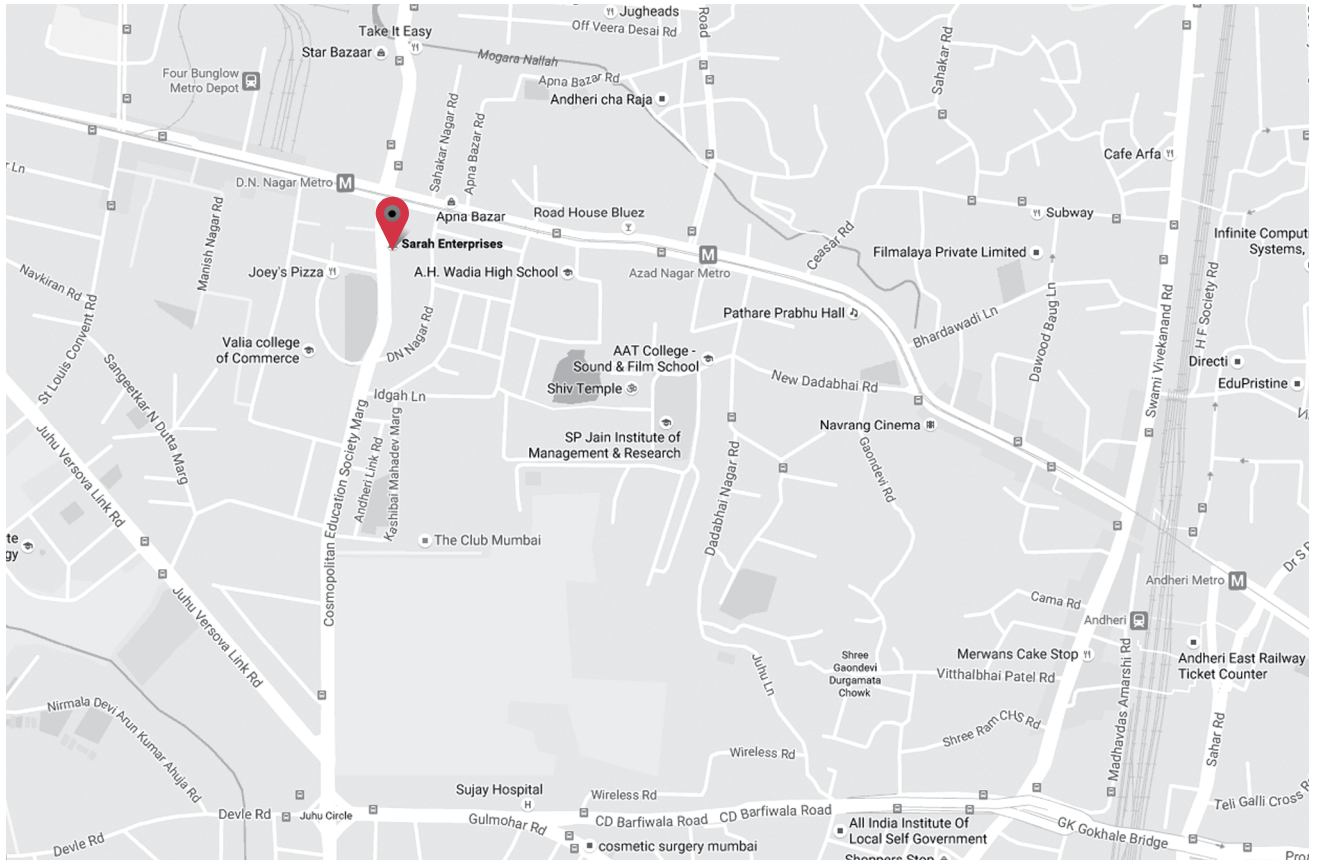 Jugheads
Off Veera Desai Rd
Road
Take It Easy
Star Bazaar
Mogara Nallah
Sahakar Rd
Four Bunglow
Metro Depot
Apna Bazar Rd
Andheri cha Raja
Sahakar Nagar Rd
Apna Bazar Rd
Cafe Arfa
D.N. Nagar Metro
M
Apna Bazar
Road House Bluez
Subway
Manish Nagar Rd
Sarah Enterprises
Ceasar Rd
Filmalaya Private Limited
Infinite Comput
Systems,
Joey's Pizza
A.H. Wadia High School
M
Azad Nagar Metro
Navkiran Rd
St Louis Convent Rd
H F Society Rd
Pathare Prabhu Hall
Bhardawadi Ln
Dawood Baug Ln
Swami Vivekanand Rd
Valia college
of Commerce
DN Nagar Rd
AAT College -
Sound & Film School
Shiv Temple
New Dadabhai Rd
Directi
EduPristine
Sangeetkar N Dutta Marg
Idgah Ln
Cosmopolitan Education Society Marg
Andheri Link Rd
Kashibai Mahadev Marg
Navrang Cinema
SP Jain Institute of
Management & Research
Gaondevi Rd
Juhu Versova Link Rd
Dadabhai Nagar Rd
The Club Mumbai
te
gy
Dr S
Andheri Metro
M
Juhu Versova Link Rd
Cama Rd
Andheri
Merwans Cake Stop
Andheri East Railway
Ticket Counter
Shree
Gaondevi
Durgamata
Chowk
Vitthalbhai Patel Rd
Juhu Ln
Madhavdas Amarshi Rd
Nirmala Devi Arun Kumar Ahuja Rd
Shree Ram CHS Rd
Sahar Rd
Wireless Rd
Sujay Hospital
H
Wireless Rd
Teli Galli Cross R
Devle Rd
Juhu Circle
Gulmohar Rd
CD Barfiwala Road
CD Barfiwala Road
All India Institute Of
Local Self Government
GK Gokhale Bridge
Devle Rd
cosmetic surgery mumbai
Shoppers Stop